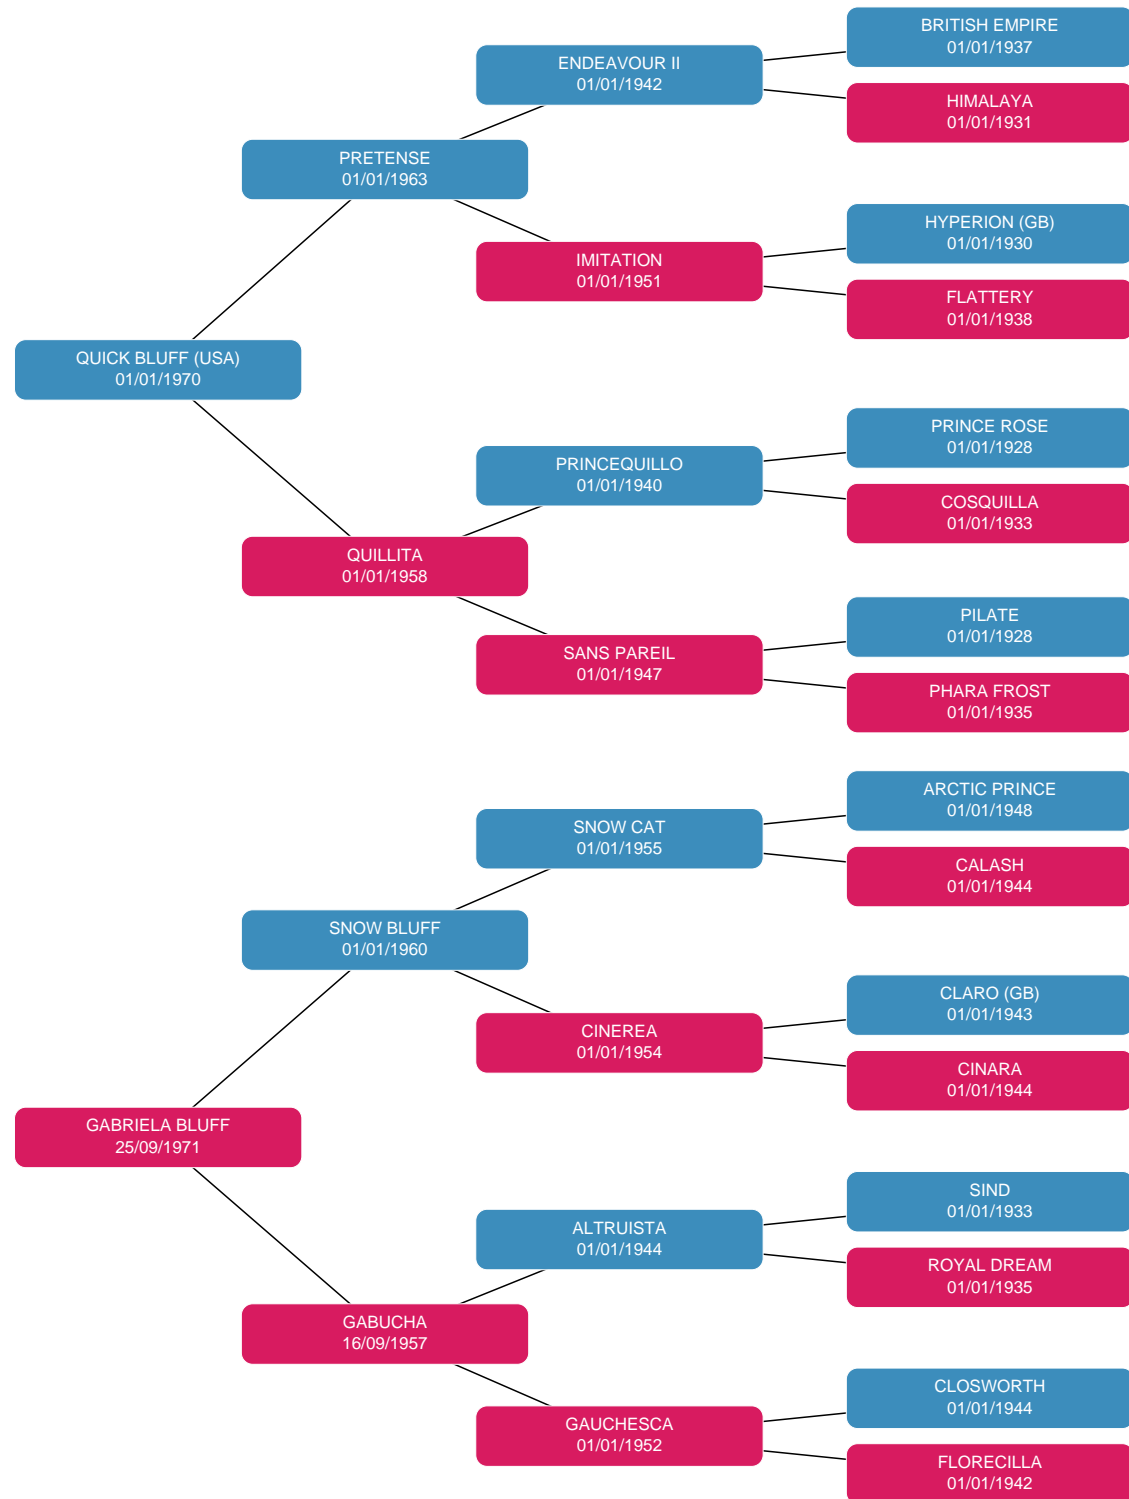 BRITISH EMPIRE
01/01/1937
ENDEAVOUR II
01/01/1942
HIMALAYA
01/01/1931
PRETENSE
01/01/1963
HYPERION (GB)
01/01/1930
IMITATION
01/01/1951
FLATTERY
01/01/1938
QUICK BLUFF (USA)
01/01/1970
PRINCE ROSE
01/01/1928
PRINCEQUILLO
01/01/1940
COSQUILLA
01/01/1933
QUILLITA
01/01/1958
PILATE
01/01/1928
SANS PAREIL
01/01/1947
PHARA FROST
01/01/1935
ARCTIC PRINCE
01/01/1948
SNOW CAT
01/01/1955
CALASH
01/01/1944
SNOW BLUFF
01/01/1960
CLARO (GB)
01/01/1943
CINEREA
01/01/1954
CINARA
01/01/1944
GABRIELA BLUFF
25/09/1971
SIND
01/01/1933
ALTRUISTA
01/01/1944
ROYAL DREAM
01/01/1935
GABUCHA
16/09/1957
CLOSWORTH
01/01/1944
GAUCHESCA
01/01/1952
FLORECILLA
01/01/1942